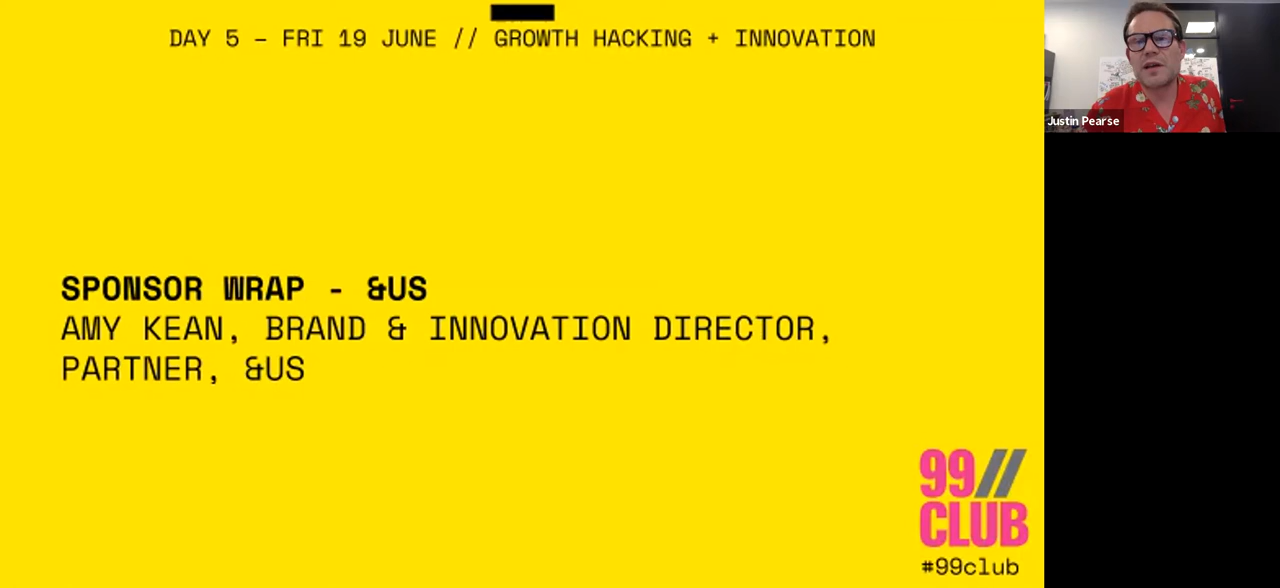 DAY 5 – FRI 19 JUNE // GROWTH HACKING + INNOVATION
Justin Pearse
SPONSOR WRAP - &US
AMY KEAN, BRAND & INNOVATION DIRECTOR,
PARTNER, &US
99//
CLUB
#99club